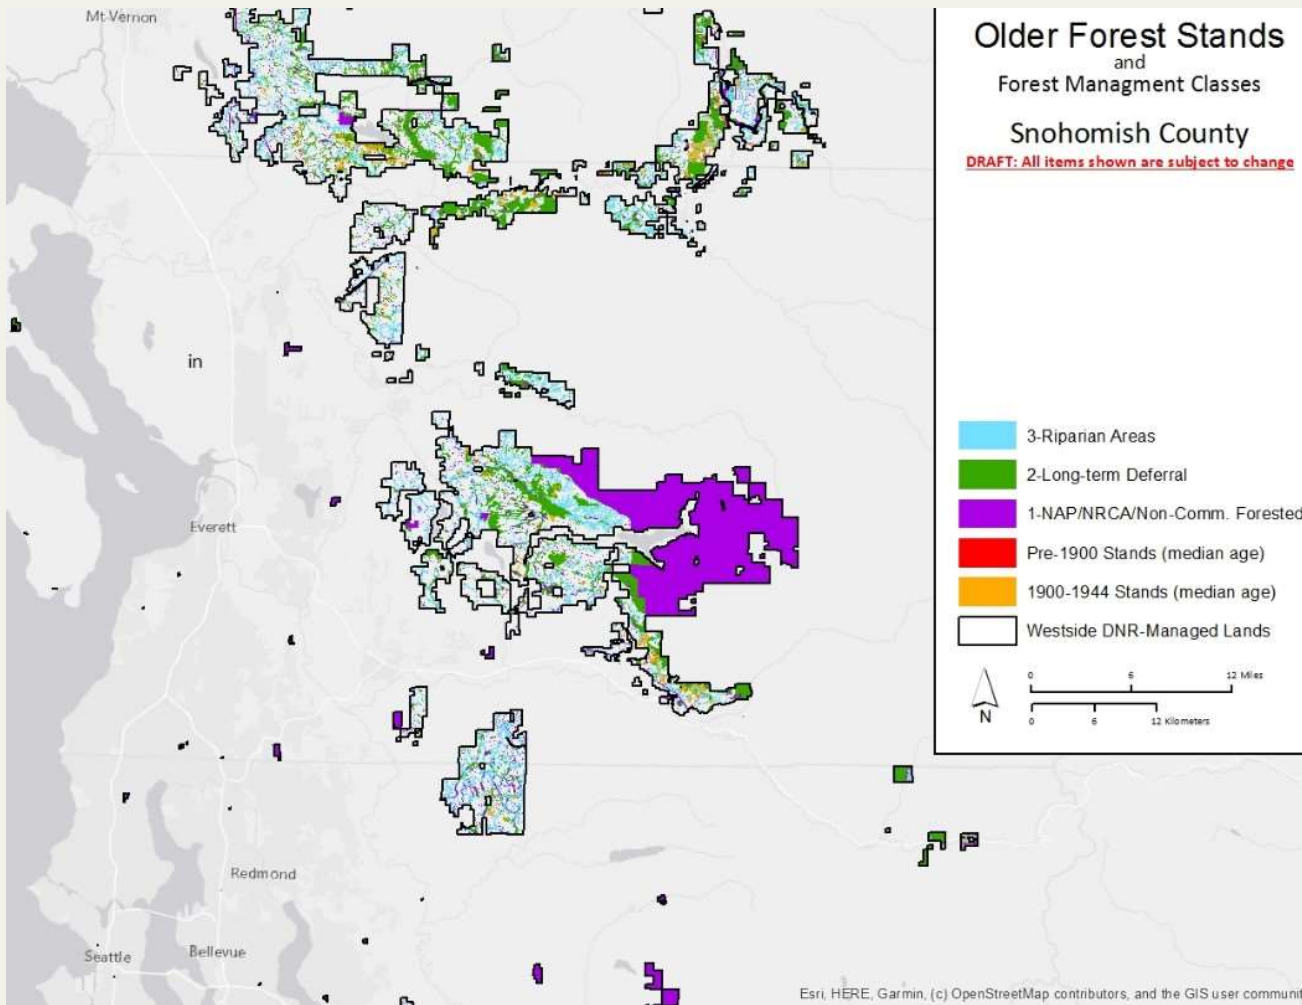 Mt Vernon
Older Forest Stands
and
Forest Managment Classes
Snohomish County
DRAFT: All items shown are subject to change
in
3-Riparian Areas
2-Long-term Deferral
1-NAP/NRCA/Non-Comm. Forested
Everett
Pre-1900 Stands (median age)
1900-1944 Stands (median age)
Westside DNR-Managed Lands
0 6 12 Miles
N
0 6 12 Kilometers
Redmond
Seattle
Bellevue
Esri, HERE, Garmin, (c) OpenStreetMap contributors, and the GIS user communit